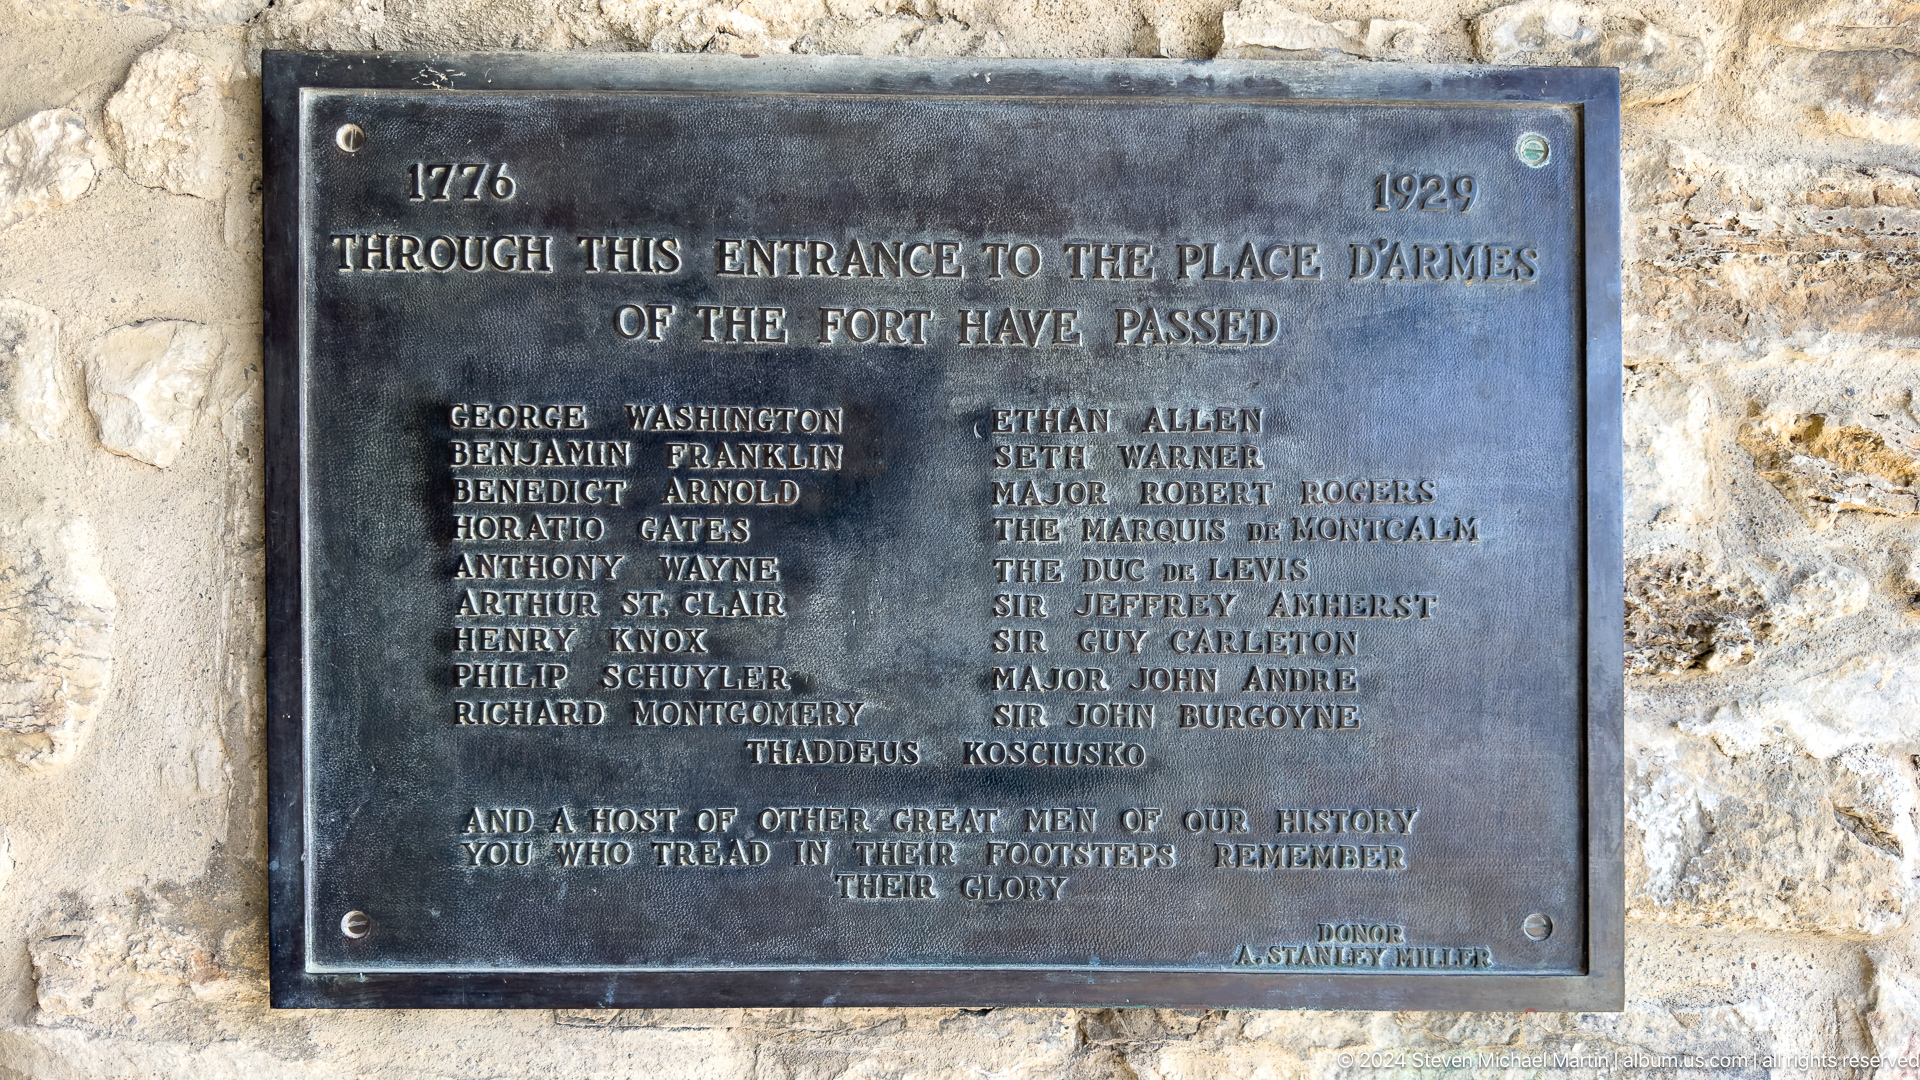 1776 1929
THROUGH THIS ENTRANCE TO THE PLACE D'ARMES
OF THE FORT HAVE PASSED
GEORGE WASHINGTON
BENJAMIN FRANKLIN
BENEDICT ARNOLD
HORATIO GATES
ANTHONY WAYNE
ARTHUR ST. CLAIR
HENRY KNOX
PHILIP SCHUYLER
RICHARD MONTGOMERY
ETHAN ALLEN
SETH WARNER
MAJOR ROBERT ROGERS
THE MARQUIS DE MONTCALM
THE DUC DE LEVIS
SIR JEFFREY AMHERST
SIR GUY CARLETON
MAJOR JOHN ANDRE
SIR JOHN BURGOYNE
THADDEUS KOSCIUSKO
AND A HOST OF OTHER GREAT MEN OF OUR HISTORY
YOU WHO TREAD IN THEIR FOOTSTEPS REMEMBER
THEIR GLORY
DONOR
A. STANLEY MILLER
© 2024 Steven Michael Martin | album.us.com | all rights reserved